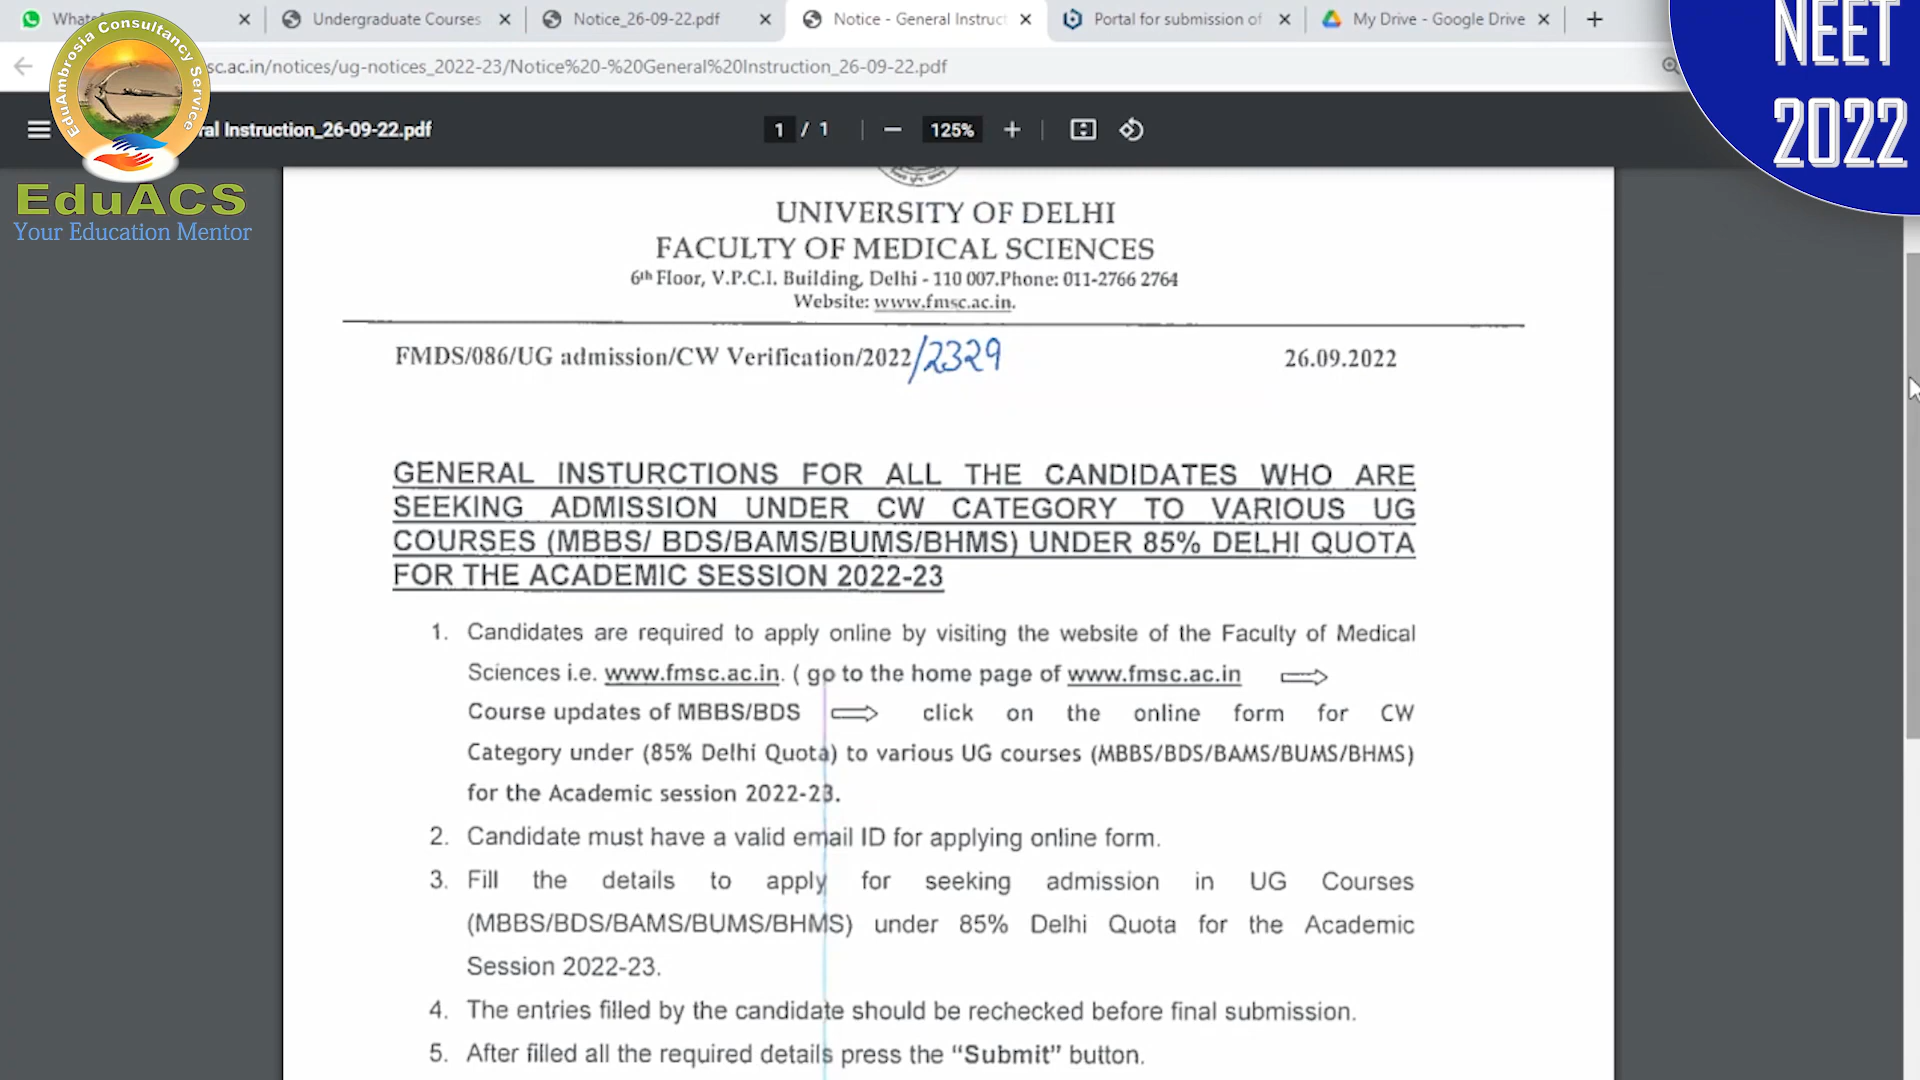 Undergraduate Courses
Notice_26-09-22.pdf
Notice - General Instruct
Portal for submission of
My Drive - Google Drive
sc.ac.in/notices/ug-notices_2022-23/Notice%20-%20General%20Instruction_26-09-22.pdf
NEET
2022
EduAmbrosia Consultancy Service
EduACS
Your Education Mentor
ral Instruction_26-09-22.pdf
1 / 1
125%
UNIVERSITY OF DELHI
FACULTY OF MEDICAL SCIENCES
6th Floor, V.P.C.I. Building, Delhi - 110 007.Phone: 011-2766 2764
Website: www.fmsc.ac.in.
FMDS/086/UG admission/CW Verification/2022/2329
26.09.2022
GENERAL INSTURCTIONS FOR ALL THE CANDIDATES WHO ARE
SEEKING ADMISSION UNDER CW CATEGORY TO VARIOUS UG
COURSES (MBBS/ BDS/BAMS/BUMS/BHMS) UNDER 85% DELHI QUOTA
FOR THE ACADEMIC SESSION 2022-23
1. Candidates are required to apply online by visiting the website of the Faculty of Medical
Sciences i.e. www.fmsc.ac.in. ( go to the home page of www.fmsc.ac.in ⇨
Course updates of MBBS/BDS ⇨ click on the online form for CW
Category under (85% Delhi Quota) to various UG courses (MBBS/BDS/BAMS/BUMS/BHMS)
for the Academic session 2022-23.
2. Candidate must have a valid email ID for applying online form.
3. Fill the details to apply for seeking admission in UG Courses
(MBBS/BDS/BAMS/BUMS/BHMS) under 85% Delhi Quota for the Academic
Session 2022-23.
4. The entries filled by the candidate should be rechecked before final submission.
5. After filled all the required details press the “Submit” button.